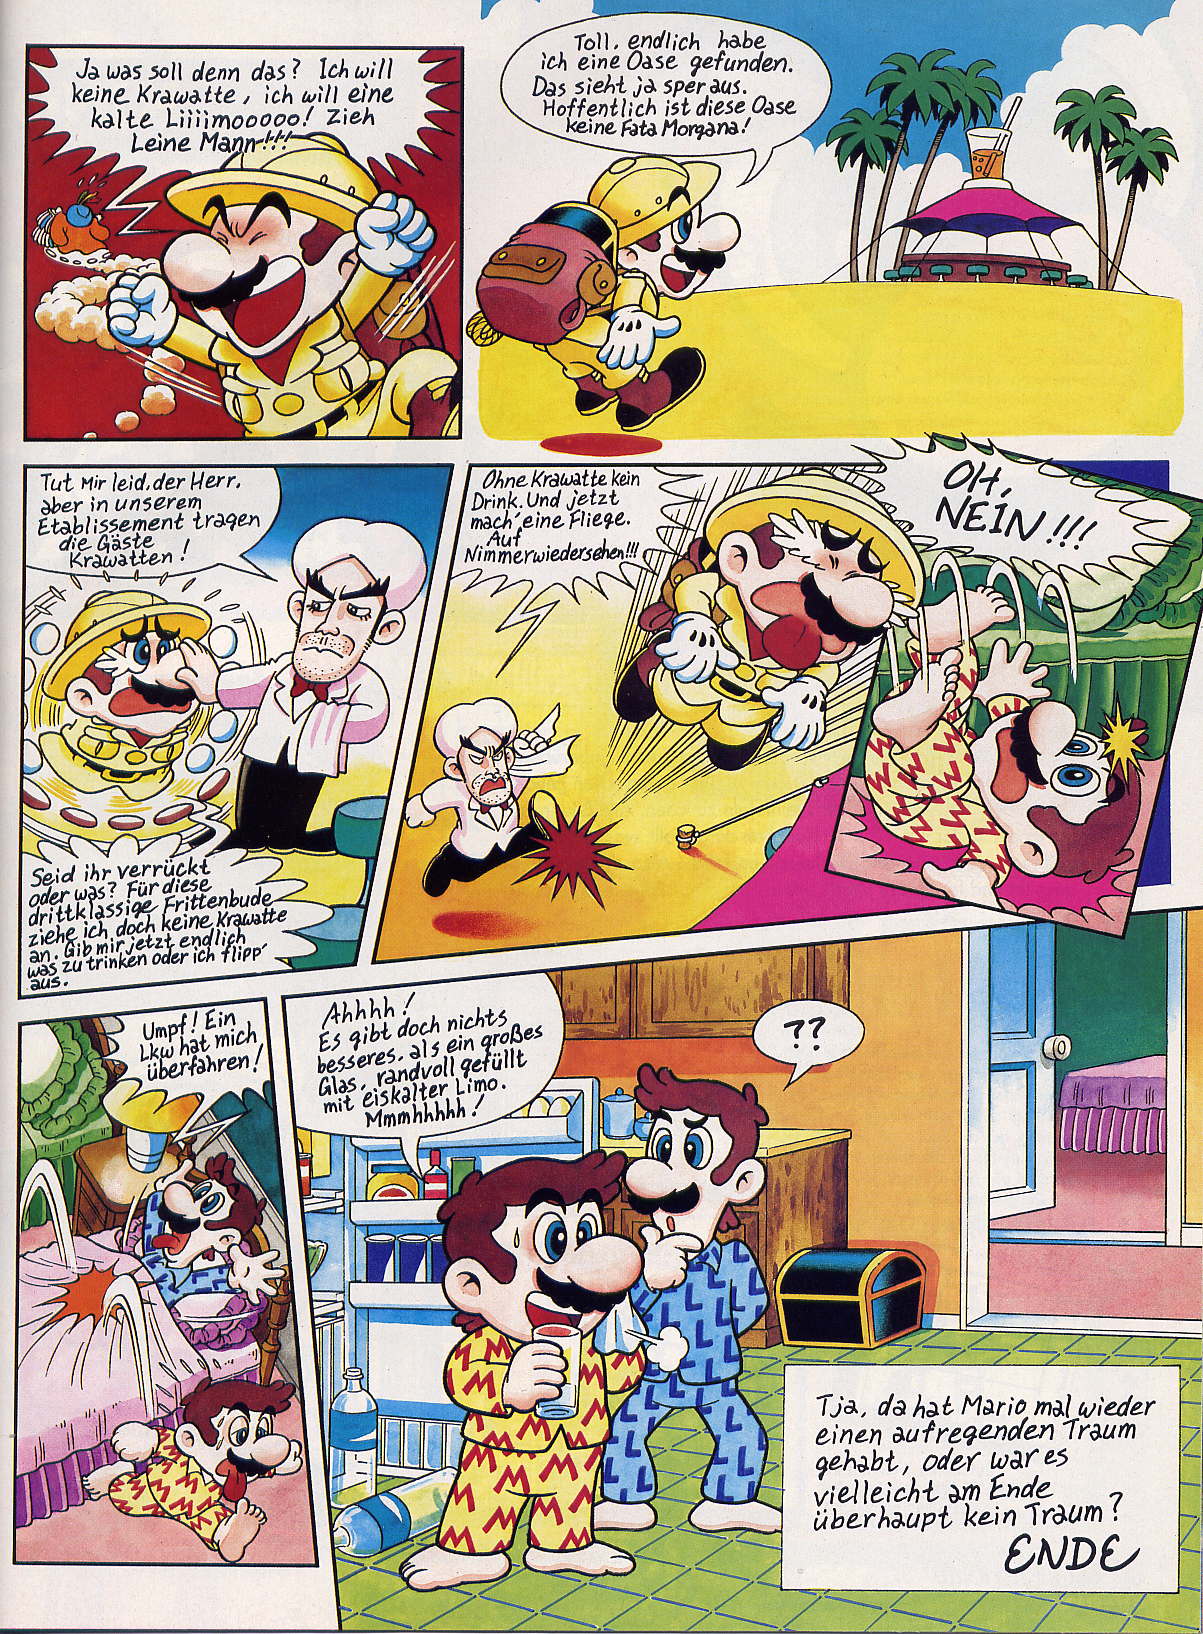 Ja was soll denn das? Ich will
keine Krawatte, ich will eine
kalte Liiiimooooo! Zieh
Leine Mann!!!
Toll, endlich habe
ich eine Oase gefunden.
Das sieht ja sper aus.
Hoffentlich ist diese Oase
keine Fata Morgana!
Tut mir leid, der Herr,
aber in unserem
Etablissement tragen
die Gäste
Krawatten!
Seid ihr verrückt
oder was? Für diese
drittklassige Frittenbude
ziehe ich doch keine Krawatte
an. Gib mir jetzt endlich
was zu trinken oder ich flipp'
aus.
Ohne Krawatte kein
Drink. Und jetzt
mach' eine Fliege.
Auf
Nimmerwiedersehen!!!
OH,
NEIN!!!
Umpf! Ein
Lkw hat mich
überfahren!
Ahhhh!
Es gibt doch nichts
besseres, als ein großes
Glas, randvoll gefüllt
mit eiskalter Limo.
Mmmhhhhh!
??
Tja, da hat Mario mal wieder
einen aufregenden Traum
gehabt, oder war es
vielleicht am Ende
überhaupt kein Traum?
ENDE